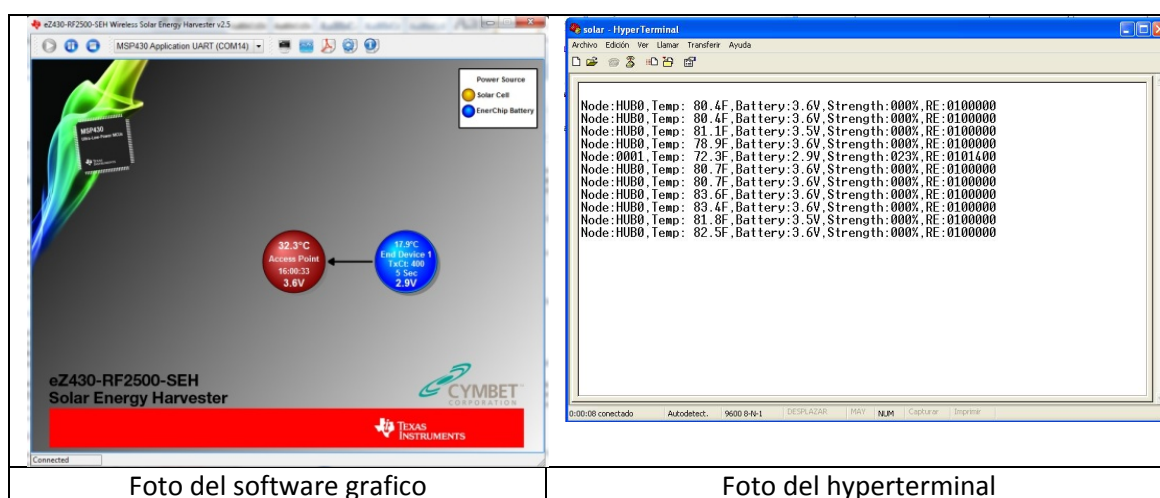 eZ430-RF2500-SEH Wireless Solar Energy Harvester v2.5
MSP430 Application UART (COM14)
Power Source
Solar Cell
EnerChip Battery
MSP430
Ultra-Low Power MCUs
TEXAS INSTRUMENTS
32.3°C
Access Point
16:00:33
3.6V
17.9°C
End Device 1
TxCt: 400
5 Sec
2.9V
eZ430-RF2500-SEH
Solar Energy Harvester
CYMBET
CORPORATION
TEXAS
INSTRUMENTS
Connected
Foto del software grafico
solar - HyperTerminal
Archivo Edición Ver Llamar Transferir Ayuda
Node:HUB0,Temp: 80.4F,Battery:3.6V,Strength:000%,RE:0100000
Node:HUB0,Temp: 80.4F,Battery:3.6V,Strength:000%,RE:0100000
Node:HUB0,Temp: 81.1F,Battery:3.5V,Strength:000%,RE:0100000
Node:HUB0,Temp: 78.9F,Battery:3.6V,Strength:000%,RE:0100000
Node:0001,Temp: 72.3F,Battery:2.9V,Strength:023%,RE:0101400
Node:HUB0,Temp: 80.7F,Battery:3.6V,Strength:000%,RE:0100000
Node:HUB0,Temp: 80.7F,Battery:3.6V,Strength:000%,RE:0100000
Node:HUB0,Temp: 83.6F,Battery:3.6V,Strength:000%,RE:0100000
Node:HUB0,Temp: 83.4F,Battery:3.6V,Strength:000%,RE:0100000
Node:HUB0,Temp: 81.8F,Battery:3.5V,Strength:000%,RE:0100000
Node:HUB0,Temp: 82.5F,Battery:3.6V,Strength:000%,RE:0100000
0:00:08 conectado Autodetect. 9600 8-N-1 DESPLAZAR MAY NUM Capturar Imprimir
Foto del hyperterminal